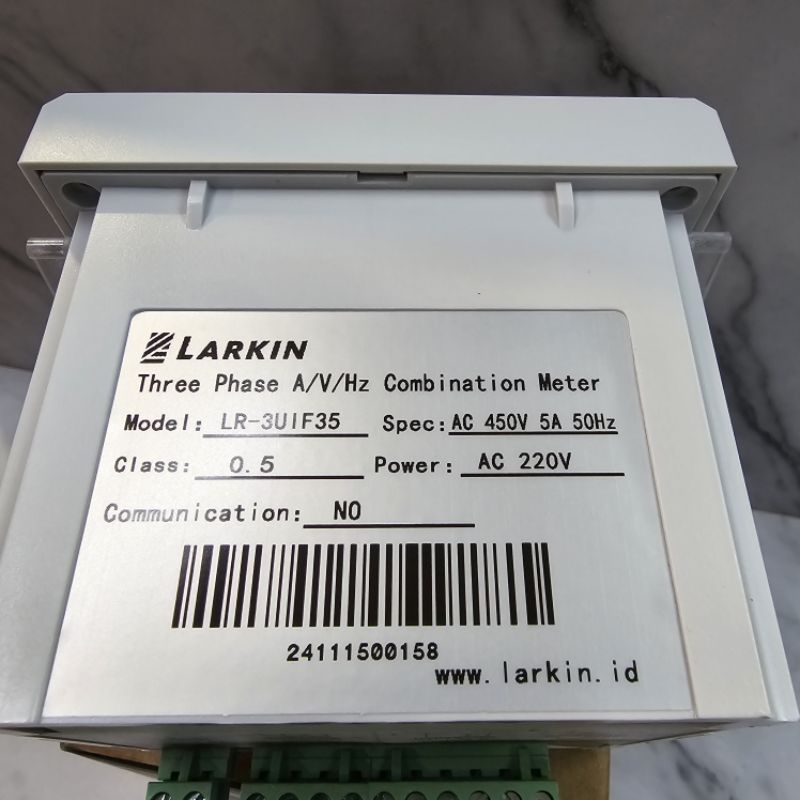 LARKIN
Three Phase A/V/Hz Combination Meter
Model: LR-3UIF35 Spec: AC 450V 5A 50Hz
Class: 0.5 Power: AC 220V
Communication: NO
24111500158
www.larkin.id